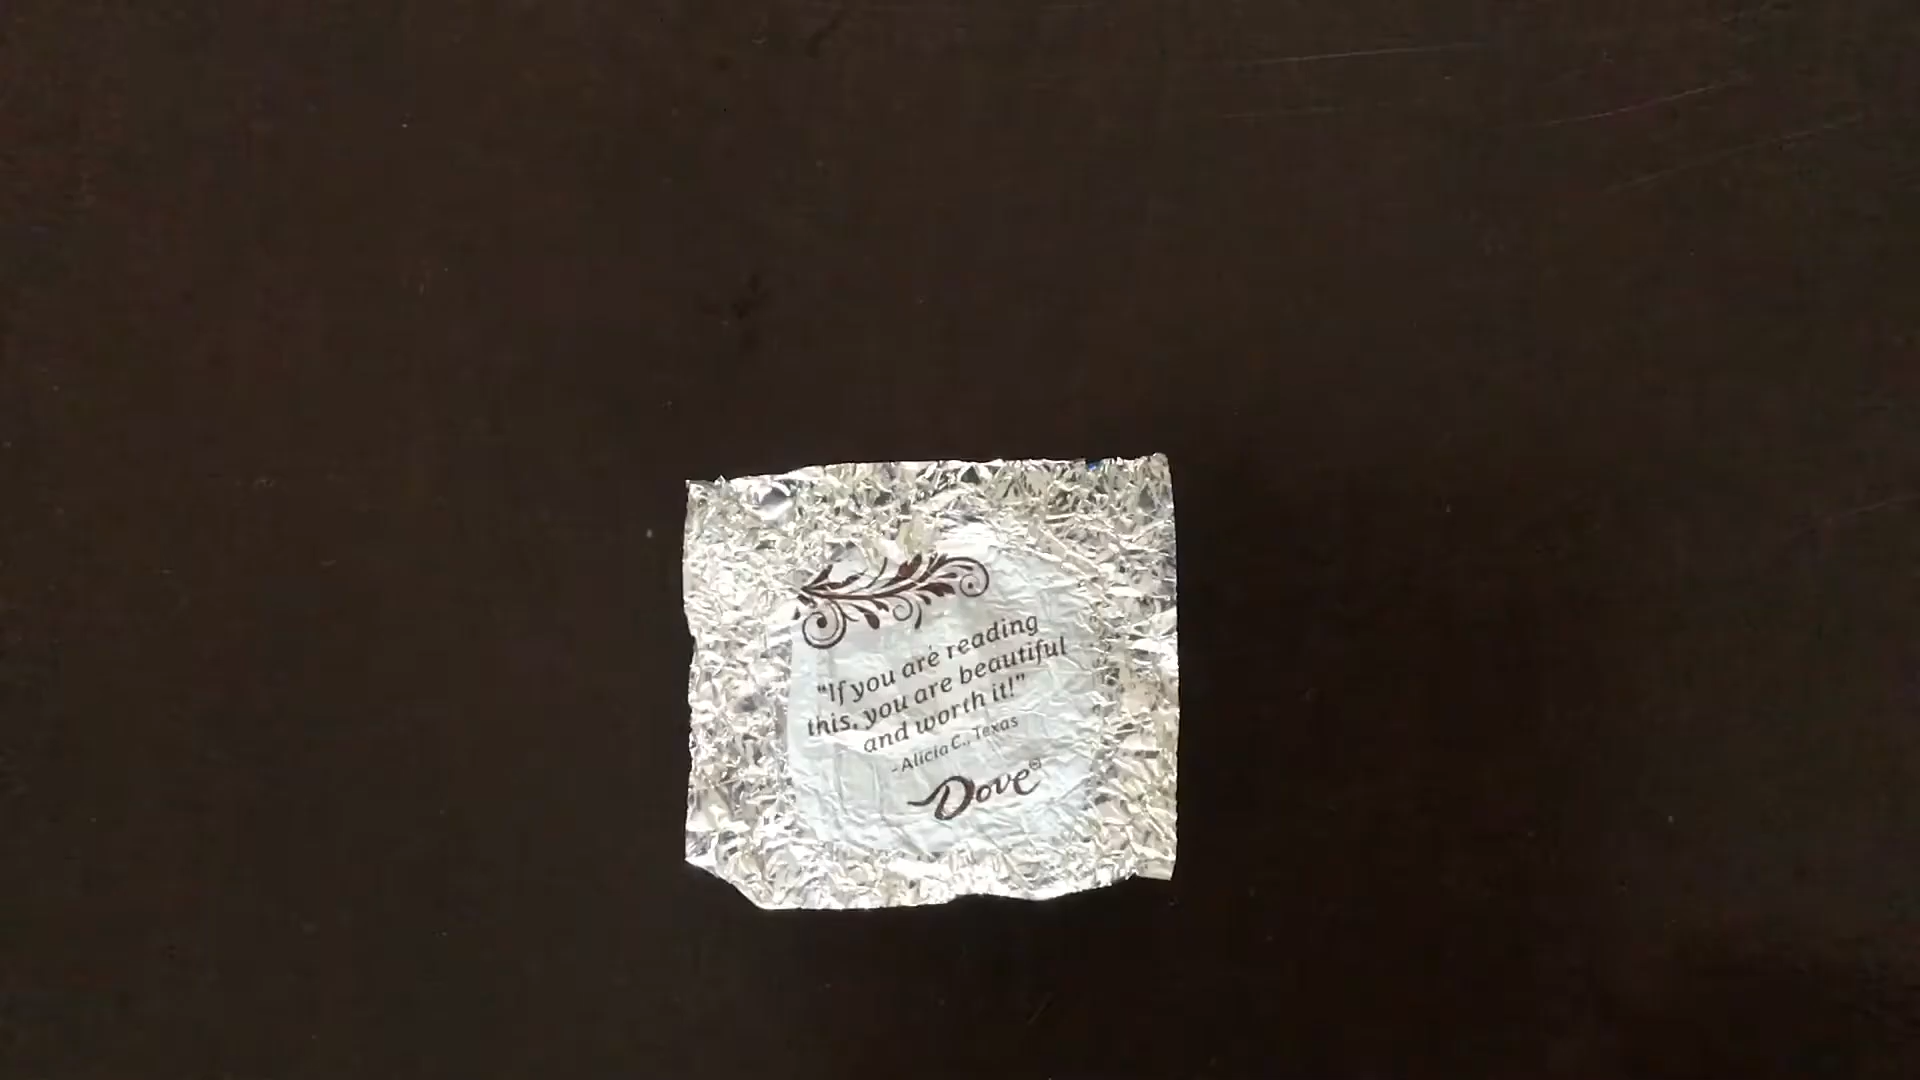 "If you are reading
this, you are beautiful
and worth it!"
-Alicia C., Texas
Dove®